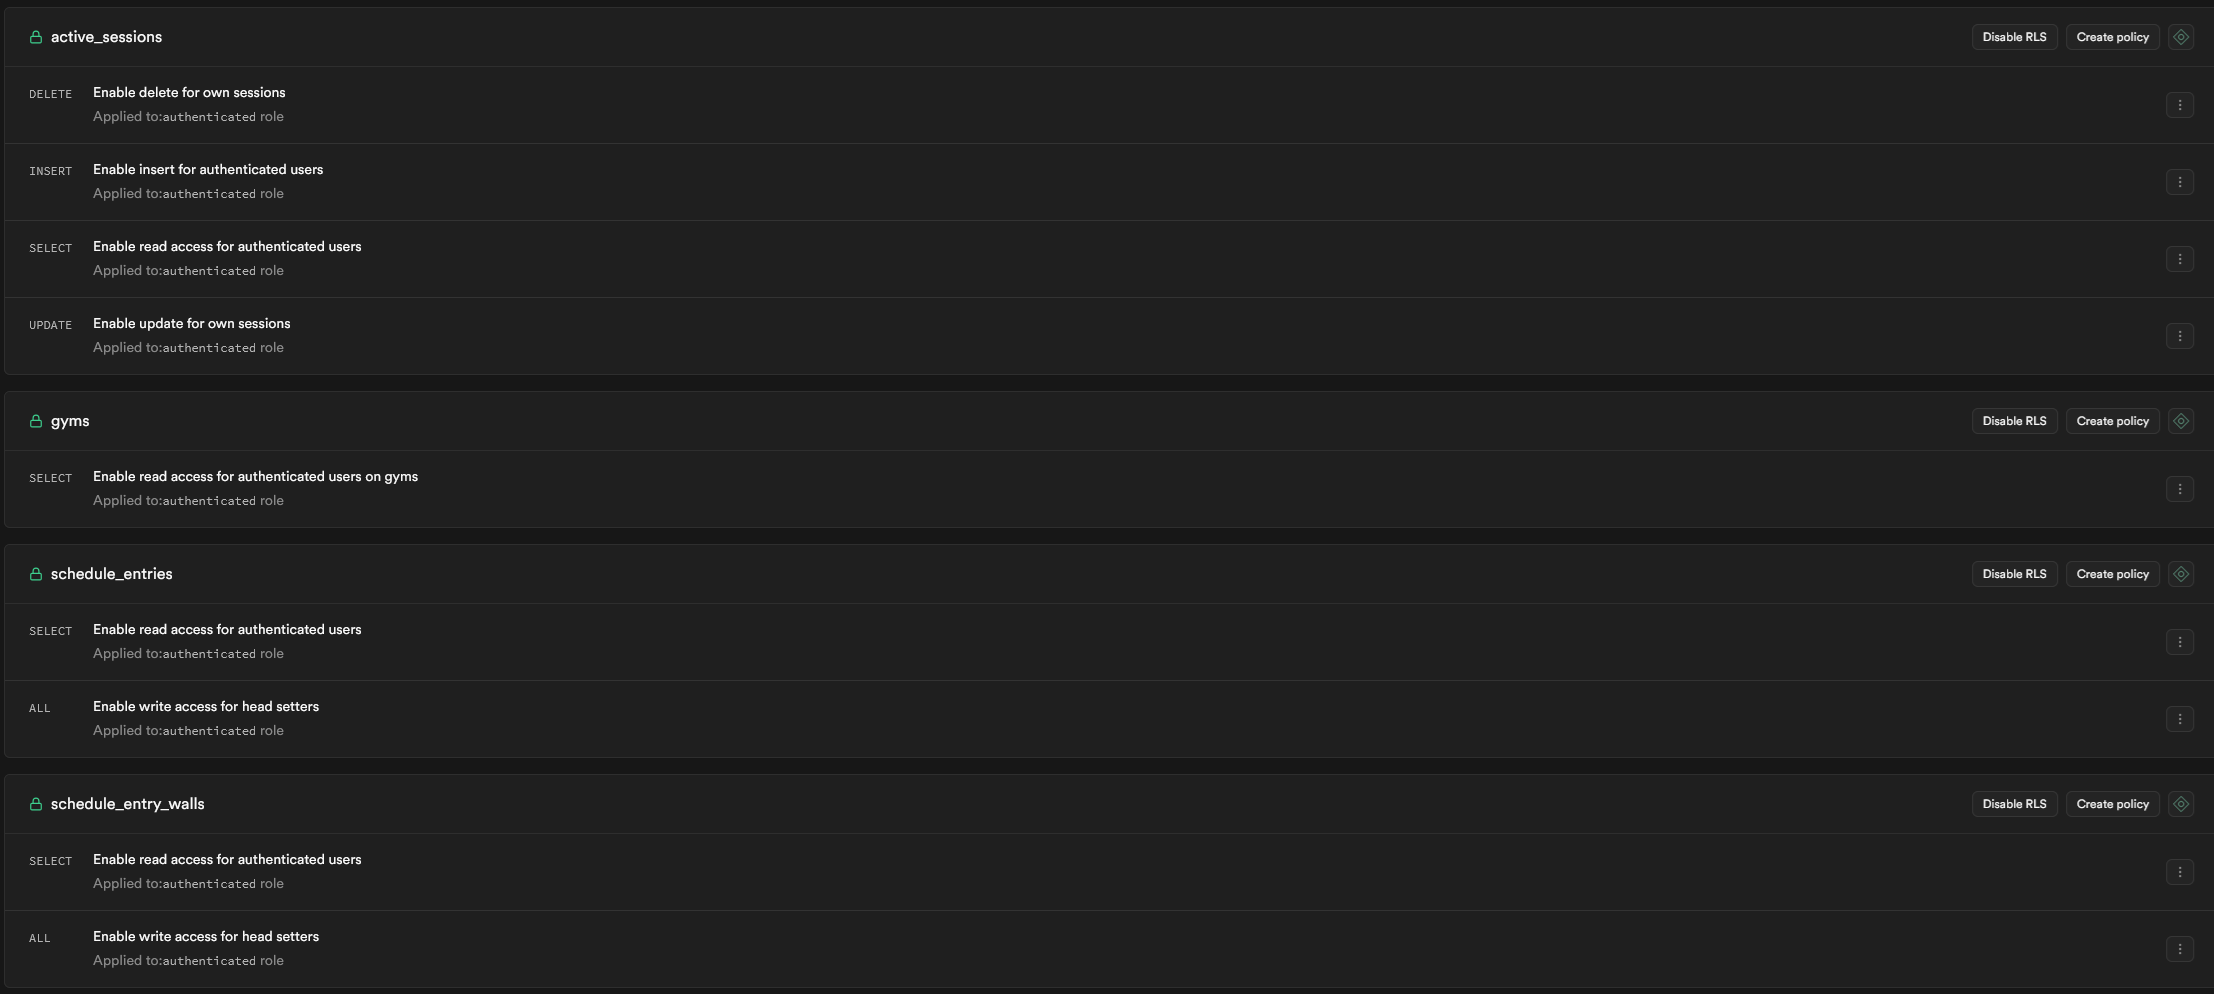 active_sessions
Disable RLS
Create policy
DELETE
Enable delete for own sessions
Applied to:authenticated role
INSERT
Enable insert for authenticated users
Applied to:authenticated role
SELECT
Enable read access for authenticated users
Applied to:authenticated role
UPDATE
Enable update for own sessions
Applied to:authenticated role
gyms
Disable RLS
Create policy
SELECT
Enable read access for authenticated users on gyms
Applied to:authenticated role
schedule_entries
Disable RLS
Create policy
SELECT
Enable read access for authenticated users
Applied to:authenticated role
ALL
Enable write access for head setters
Applied to:authenticated role
schedule_entry_walls
Disable RLS
Create policy
SELECT
Enable read access for authenticated users
Applied to:authenticated role
ALL
Enable write access for head setters
Applied to:authenticated role